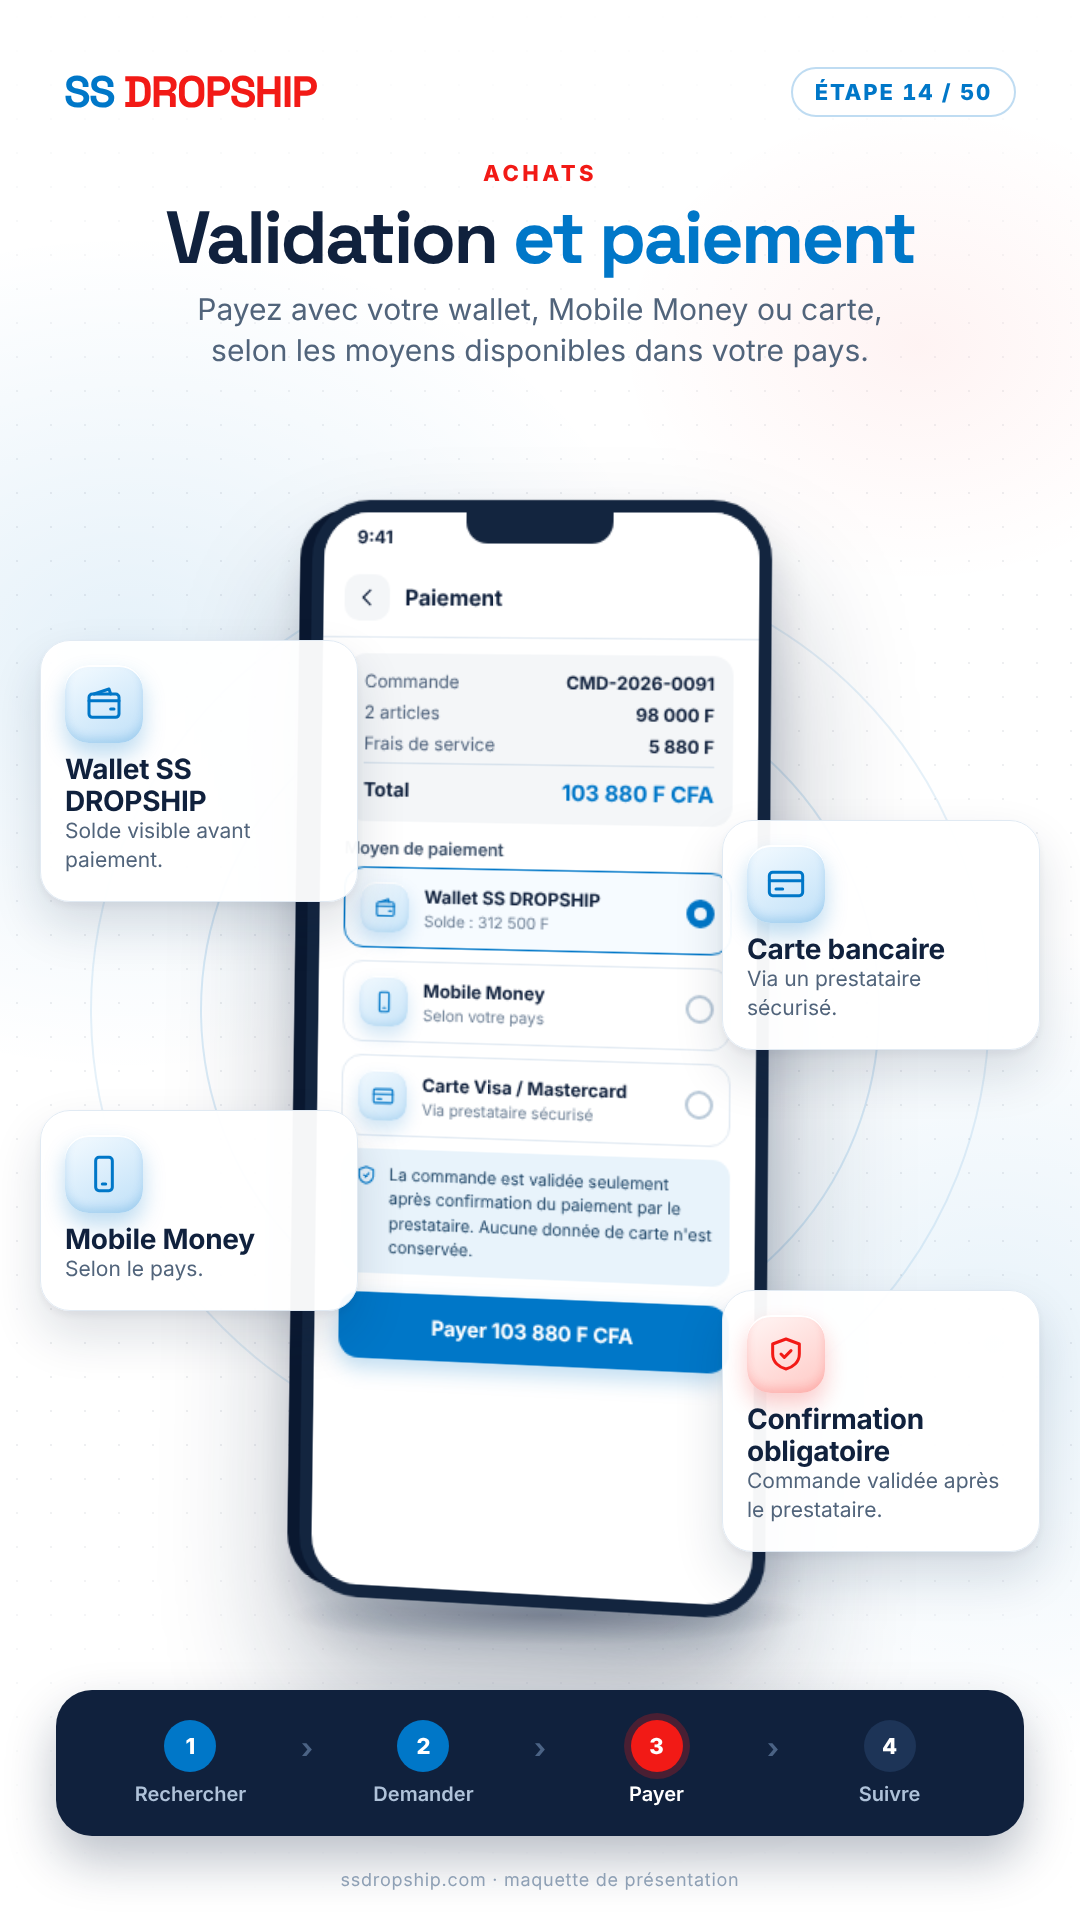 SS DROPSHIP
ÉTAPE 14 / 50
ACHATS
Validation et paiement
Payez avec votre wallet, Mobile Money ou carte,
selon les moyens disponibles dans votre pays.
9:41
Paiement
Commande CMD-2026-0091
2 articles 98 000 F
Frais de service 5 880 F
Total 103 880 F CFA
Moyen de paiement
Wallet SS DROPSHIP
Solde : 312 500 F
Mobile Money
Selon votre pays
Carte Visa / Mastercard
Via prestataire sécurisé
La commande est validée seulement
après confirmation du paiement par le
prestataire. Aucune donnée de carte n'est
conservée.
Payer 103 880 F CFA
Wallet SS
DROPSHIP
Solde visible avant
paiement.
Carte bancaire
Via un prestataire
sécurisé.
Mobile Money
Selon le pays.
Confirmation
obligatoire
Commande validée après
le prestataire.
1 › 2 › 3 › 4
Rechercher Demander Payer Suivre
ssdropship.com · maquette de présentation